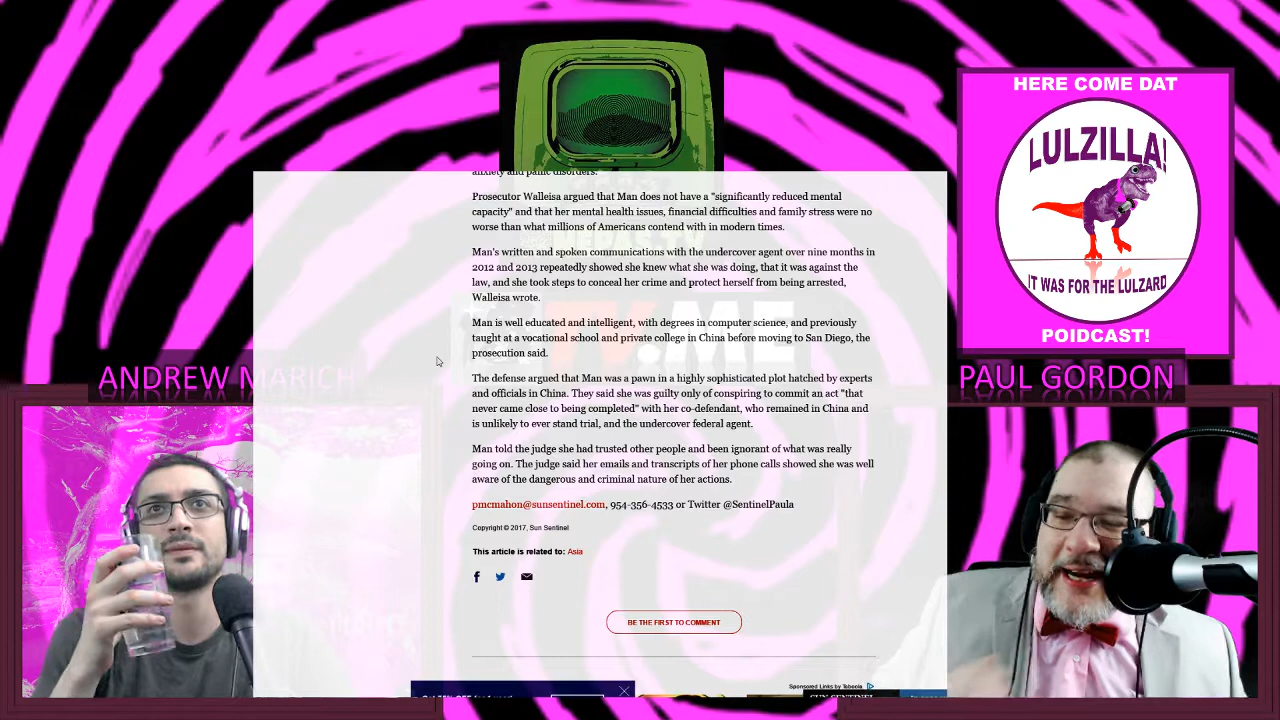 HERE COME DAT
LULZILLA!
IT WAS FOR THE LULZARD
POIDCAST!
ANDREW MARICH
PAUL GORDON
anxiety and panic disorders.
Prosecutor Walleisa argued that Man does not have a "significantly reduced mental
capacity" and that her mental health issues, financial difficulties and family stress were no
worse than what millions of Americans contend with in modern times.
Man's written and spoken communications with the undercover agent over nine months in
2012 and 2013 repeatedly showed she knew what she was doing, that it was against the
law, and she took steps to conceal her crime and protect herself from being arrested,
Walleisa wrote.
Man is well educated and intelligent, with degrees in computer science, and previously
taught at a vocational school and private college in China before moving to San Diego, the
prosecution said.
The defense argued that Man was a pawn in a highly sophisticated plot hatched by experts
and officials in China. They said she was guilty only of conspiring to commit an act "that
never came close to being completed" with her co-defendant, who remained in China and
is unlikely to ever stand trial, and the undercover federal agent.
Man told the judge she had trusted other people and been ignorant of what was really
going on. The judge said her emails and transcripts of her phone calls showed she was well
aware of the dangerous and criminal nature of her actions.
pmcmahon@sunsentinel.com, 954-356-4533 or Twitter @SentinelPaula
Copyright © 2017, Sun Sentinel
This article is related to: Asia
BE THE FIRST TO COMMENT
Sponsored Links by Taboola
SUN SENTINEL
TV.ME